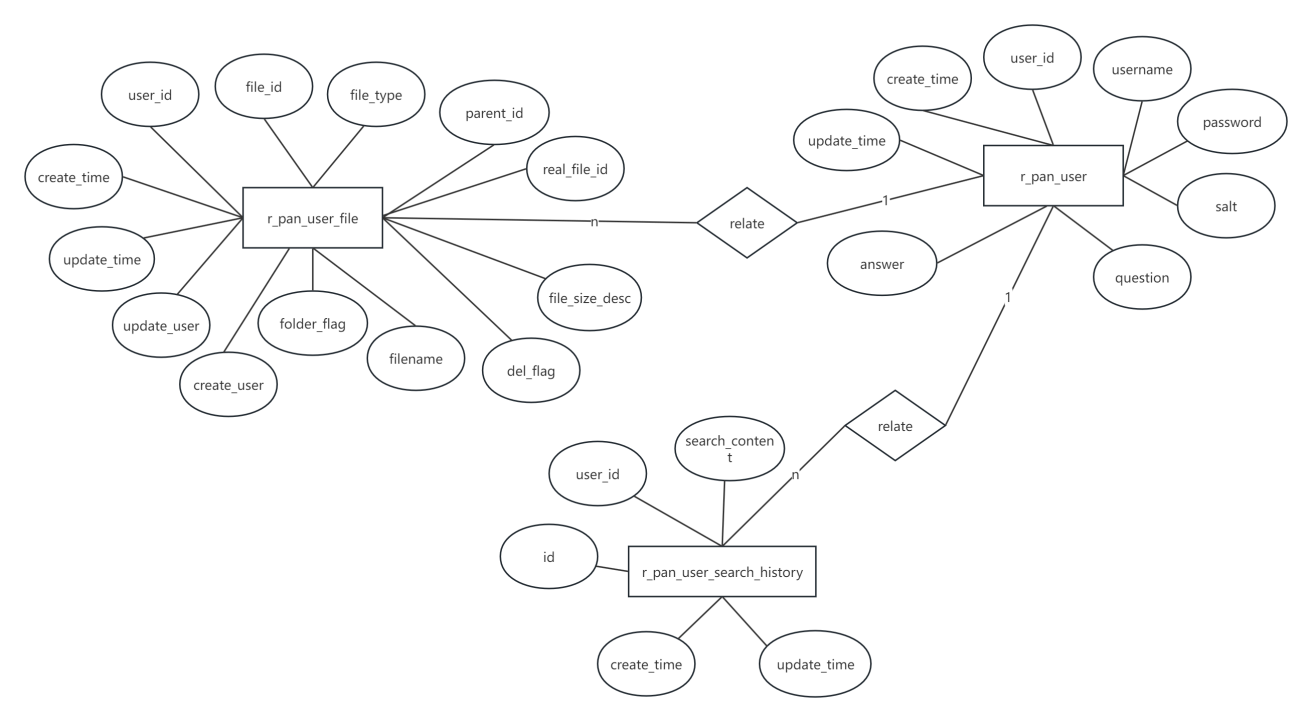 user_id
file_id
file_type
parent_id
real_file_id
create_time
r_pan_user_file
update_time
update_user
create_user
folder_flag
filename
del_flag
file_size_desc
n
relate
1
create_time
user_id
username
password
update_time
r_pan_user
salt
answer
question
1
relate
n
search_conten
t
user_id
id
r_pan_user_search_history
create_time
update_time